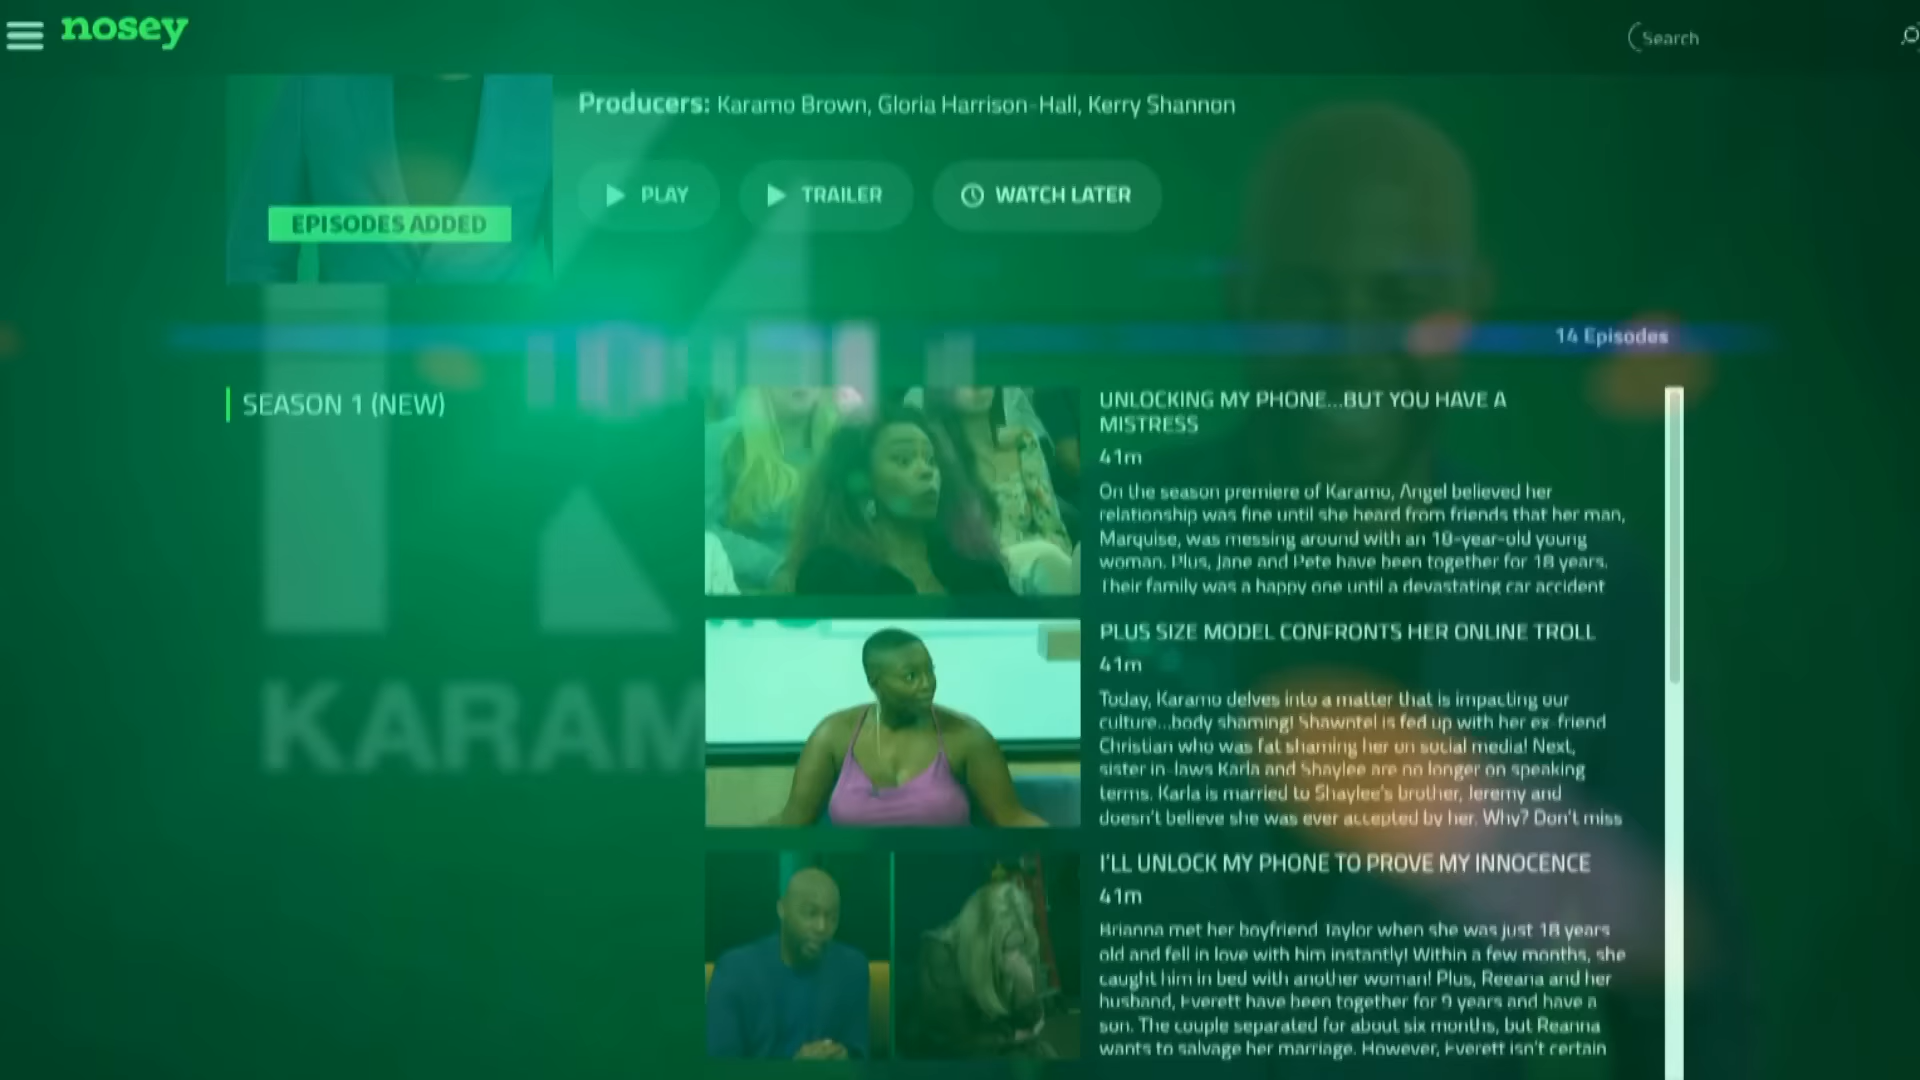 nosey
Search
Producers: Karamo Brown, Gloria Harrison-Hall, Kerry Shannon
PLAY
TRAILER
WATCH LATER
EPISODES ADDED
14 Episodes
SEASON 1 (NEW)
UNLOCKING MY PHONE...BUT YOU HAVE A
MISTRESS
41m
On the season premiere of Karamo, Angel believed her
relationship was fine until she heard from friends that her man,
Marquise, was messing around with an 18-year-old young
woman. Plus, Jane and Pete have been together for 18 years.
Their family was a happy one until a devastating car accident
PLUS SIZE MODEL CONFRONTS HER ONLINE TROLL
41m
Today, Karamo delves into a matter that is impacting our
culture...body shaming! Shawntel is fed up with her ex-friend
Christian who was fat shaming her on social media! Next,
sister in-laws Karla and Shaylee are no longer on speaking
terms. Karla is married to Shaylee's brother, Jeremy and
doesn't believe she was ever accepted by her. Why? Don't miss
I'LL UNLOCK MY PHONE TO PROVE MY INNOCENCE
41m
Brianna met her boyfriend Taylor when she was just 18 years
old and fell in love with him instantly! Within a few months, she
caught him in bed with another woman! Plus, Reeana and her
husband, Everett have been together for 9 years and have a
son. The couple separated for about six months, but Reanna
wants to salvage her marriage. However, Everett isn't certain
K
KARAM